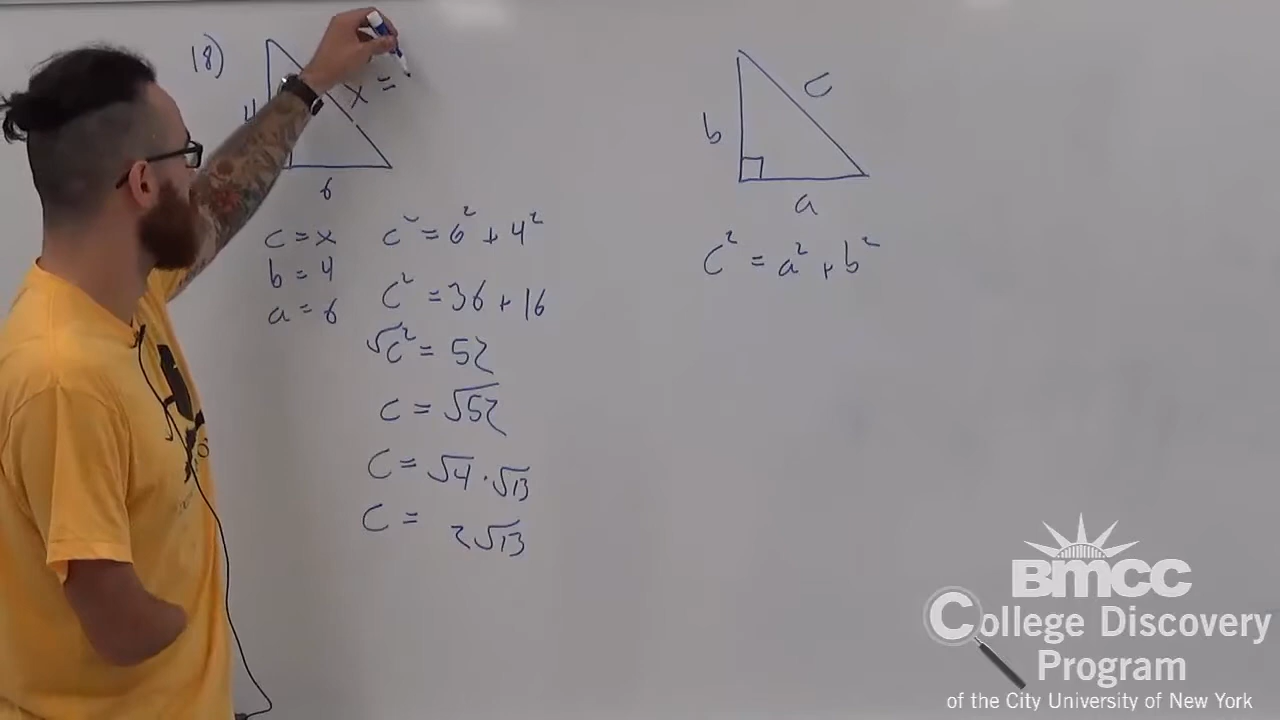 18)
4
x =
6
c = x
b = 4
a = 6
c² = 6² + 4²
c² = 36 + 16
√c² = 52
c = √52
c = √4 · √13
c = 2√13
c
b
a
c² = a² + b²
BMCC
College Discovery
Program
of the City University of New York